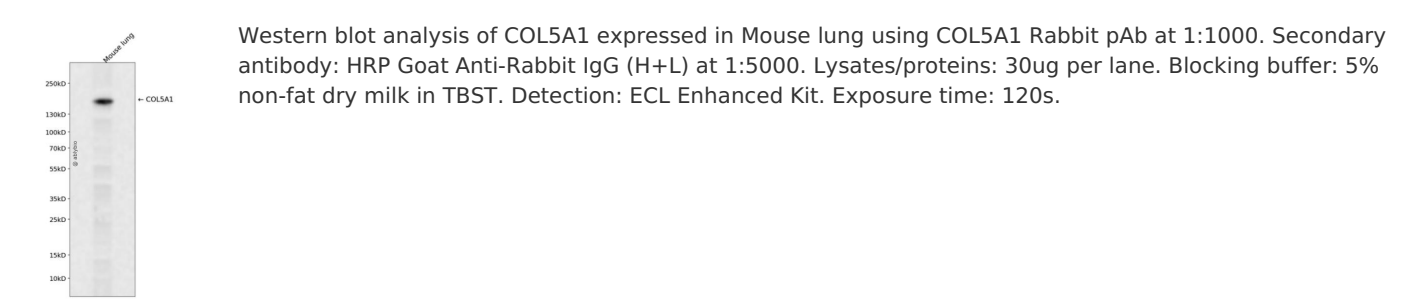 Mouse lung
250kD
130kD
100kD
70kD
55kD
35kD
25kD
15kD
10kD
← COL5A1
@ ablybio
Western blot analysis of COL5A1 expressed in Mouse lung using COL5A1 Rabbit pAb at 1:1000. Secondary
antibody: HRP Goat Anti-Rabbit IgG (H+L) at 1:5000. Lysates/proteins: 30ug per lane. Blocking buffer: 5%
non-fat dry milk in TBST. Detection: ECL Enhanced Kit. Exposure time: 120s.